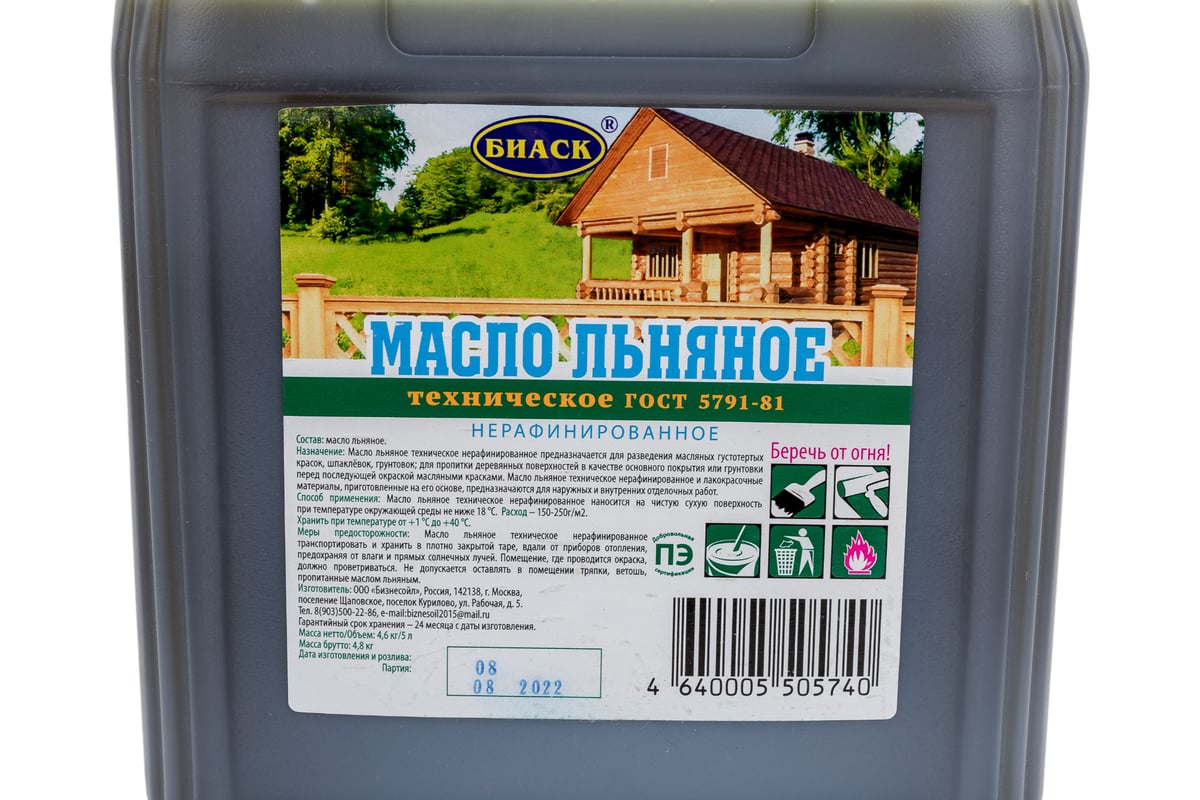 БИАСК®
МАСЛО ЛЬНЯНОЕ
техническое ГОСТ 5791-81
НЕРАФИНИРОВАННОЕ
Состав: масло льняное.
Назначение: Масло льняное техническое нерафинированное предназначается для разведения масляных густотертых
красок, шпаклёвок, грунтовок; для пропитки деревянных поверхностей в качестве основного покрытия или грунтовки
перед последующей окраской масляными красками. Масло льняное техническое нерафинированное и лакокрасочные
материалы, приготовленные на его основе, предназначаются для наружных и внутренних отделочных работ.
Способ применения: Масло льняное техническое нерафинированное наносится на чистую сухую поверхность
при температуре окружающей среды не ниже 18 °С. Расход – 150-250г/м2.
Хранить при температуре от +1 °С до +40 °С.
Меры предосторожности: Масло льняное техническое нерафинированное
транспортировать и хранить в плотно закрытой таре, вдали от приборов отопления,
предохраняя от влаги и прямых солнечных лучей. Помещение, где проводится окраска,
должно проветриваться. Не допускается оставлять в помещении тряпки, ветошь,
пропитанные маслом льняным.
Изготовитель: ООО «Бизнесойл», Россия, 142138, г. Москва,
поселение Щаповское, поселок Курилово, ул. Рабочая, д. 5.
Тел. 8(903)500-22-86, e-mail:biznesoil2015@mail.ru
Гарантийный срок хранения – 24 месяца с даты изготовления.
Масса нетто/Объем: 4,6 кг/5 л
Масса брутто: 4,8 кг
Дата изготовления и розлива:
Партия:
08
08 2022
Беречь от огня!
Добровольная
ПЭ
сертификация
4 640005 505740